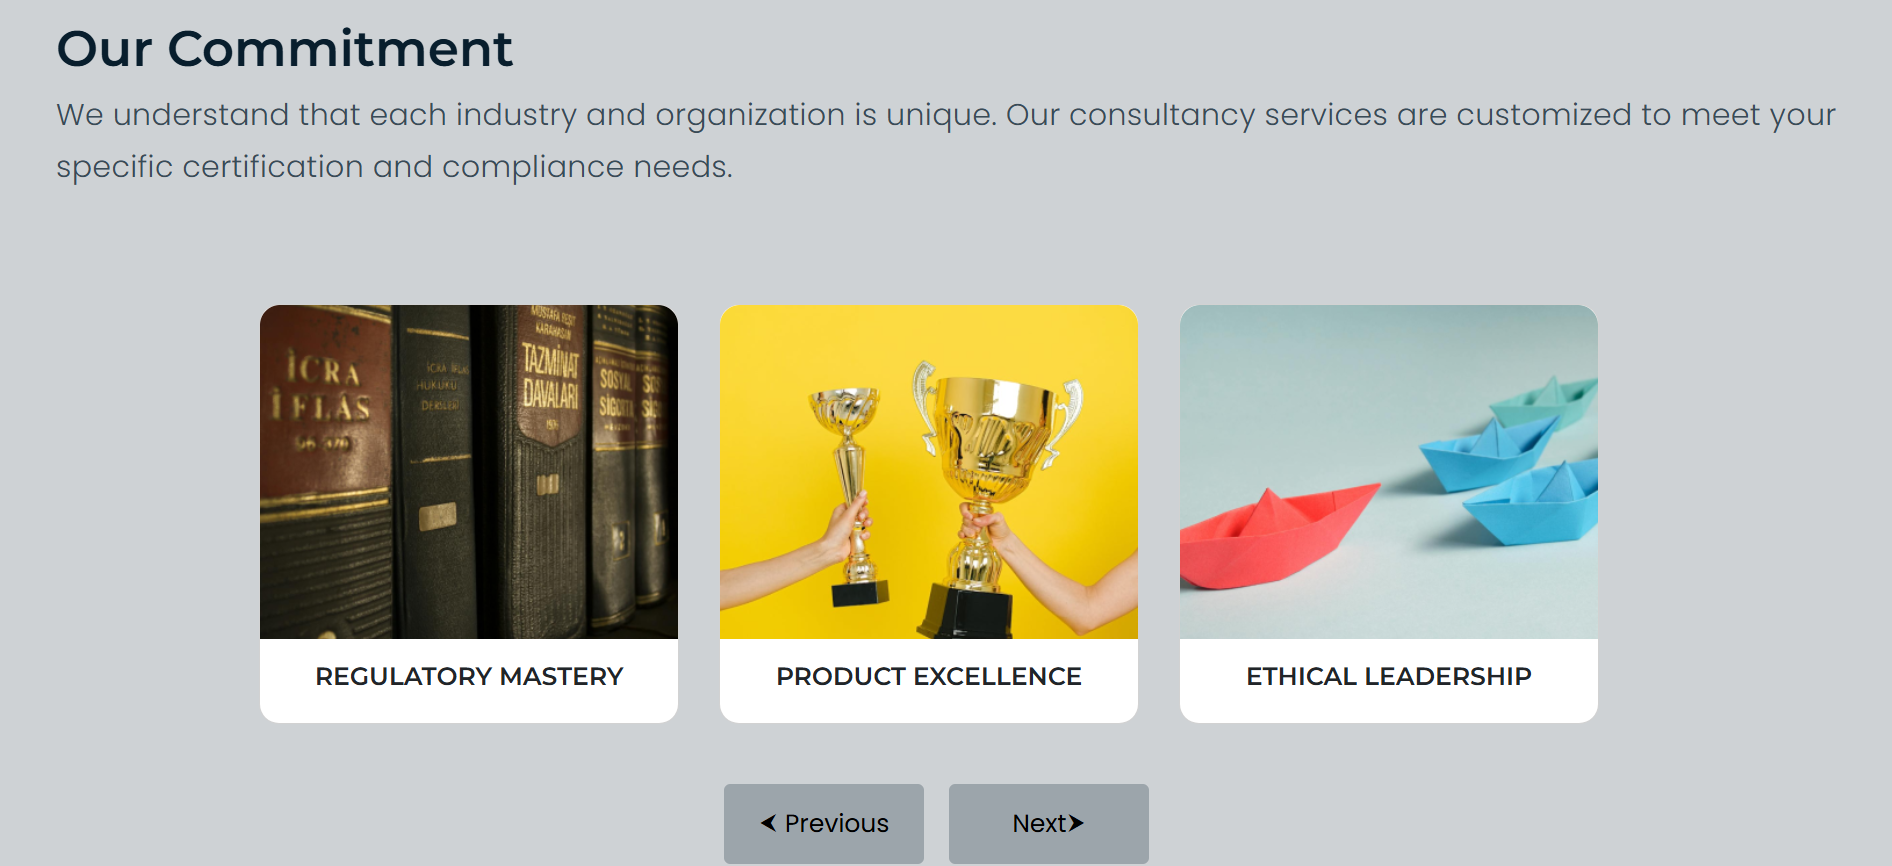 Our Commitment
We understand that each industry and organization is unique. Our consultancy services are customized to meet your
specific certification and compliance needs.
İCRA
İFLÂS
İCRA İFLAS
HUKUKU
DERSLERİ
MUSTAFA REŞİT
KARAHASAN
TAZMİNAT
DAVALARI
SOSYAL
SİGORTA
REGULATORY MASTERY
PRODUCT EXCELLENCE
ETHICAL LEADERSHIP
⮜ Previous
Next⮞